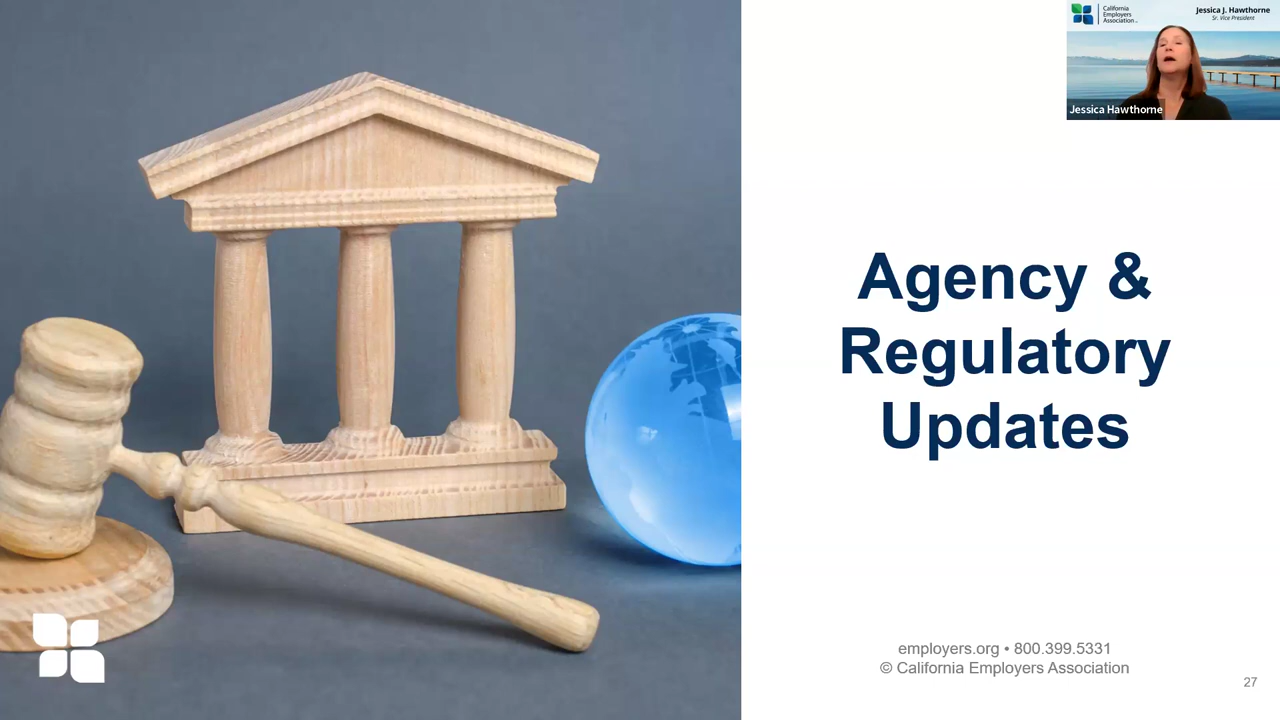 California
Employers
Association
Jessica J. Hawthorne
Sr. Vice President
Jessica Hawthorne
Agency &
Regulatory
Updates
employers.org • 800.399.5331
© California Employers Association
27